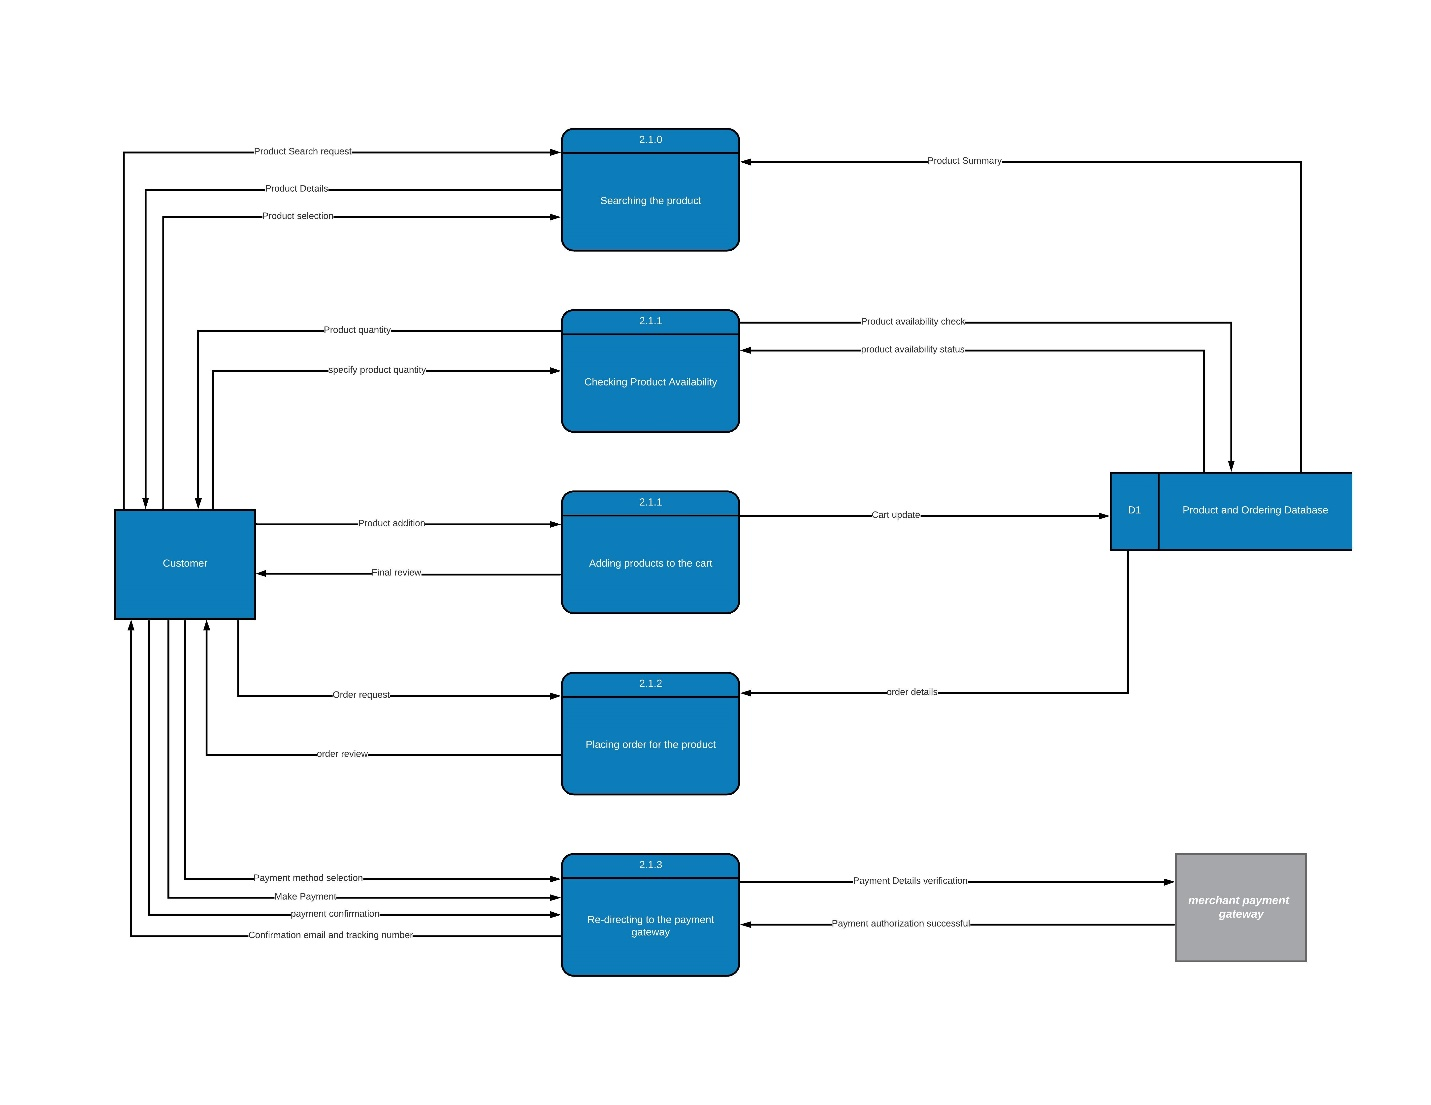 2.1.0
Product Search request
Product Summary
Product Details
Searching the product
Product selection
2.1.1
Product availability check
Product quantity
product availability status
specify product quantity
Checking Product Availability
2.1.1
D1
Product and Ordering Database
Cart update
Product addition
Customer
Adding products to the cart
Final review
2.1.2
order details
Order request
Placing order for the product
order review
2.1.3
Payment method selection
Payment Details verification
Make Payment
merchant payment
gateway
payment confirmation
Re-directing to the payment
gateway
Payment authorization successful
Confirmation email and tracking number